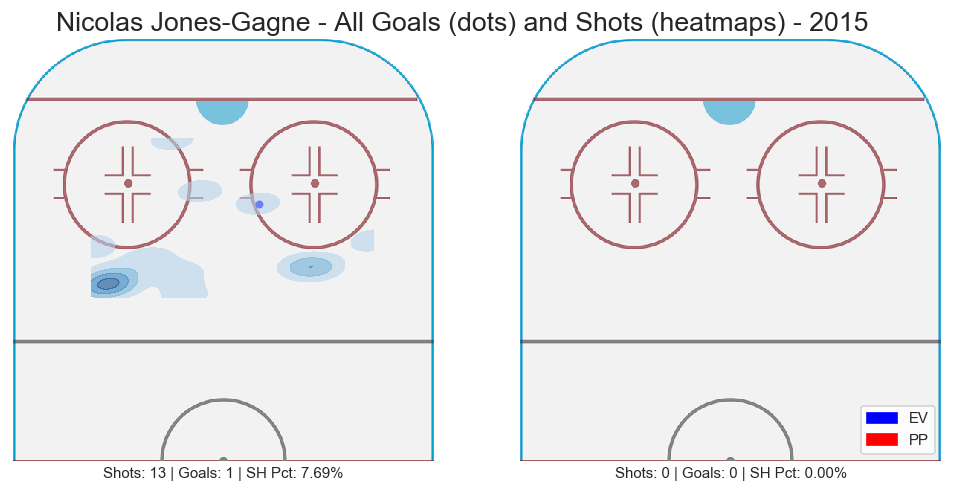 Nicolas Jones-Gagne - All Goals (dots) and Shots (heatmaps) - 2015
EV
PP
Shots: 13 | Goals: 1 | SH Pct: 7.69%
Shots: 0 | Goals: 0 | SH Pct: 0.00%